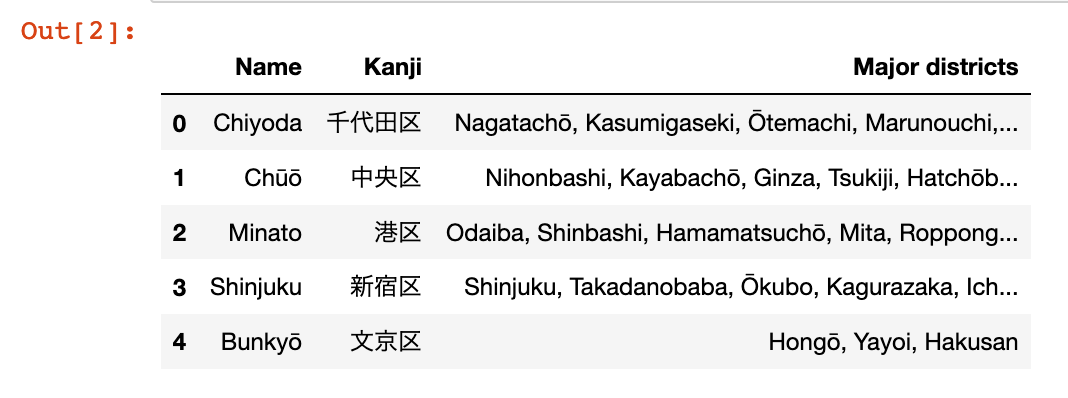 Out[2]:
Name Kanji Major districts
0 Chiyoda 千代田区 Nagatachō, Kasumigaseki, Ōtemachi, Marunouchi,...
1 Chūō 中央区 Nihonbashi, Kayabachō, Ginza, Tsukiji, Hatchōb...
2 Minato 港区 Odaiba, Shinbashi, Hamamatsuchō, Mita, Roppong...
3 Shinjuku 新宿区 Shinjuku, Takadanobaba, Ōkubo, Kagurazaka, Ich...
4 Bunkyō 文京区 Hongō, Yayoi, Hakusan